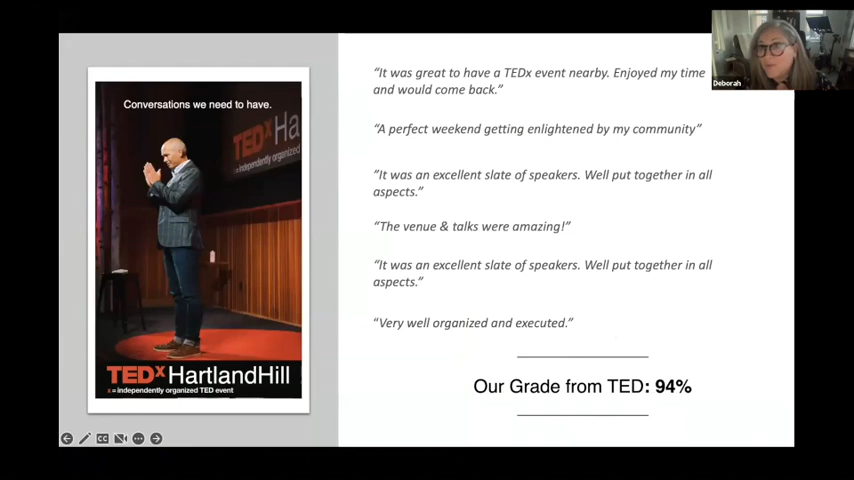 Conversations we need to have.
TEDxHa
independently organized
TEDxHartlandHill
x = independently organized TED event
“It was great to have a TEDx event nearby. Enjoyed my time
and would come back.”
“A perfect weekend getting enlightened by my community”
“It was an excellent slate of speakers. Well put together in all
aspects.”
“The venue & talks were amazing!”
“It was an excellent slate of speakers. Well put together in all
aspects.”
“Very well organized and executed.”
Our Grade from TED: 94%
Deborah
CC